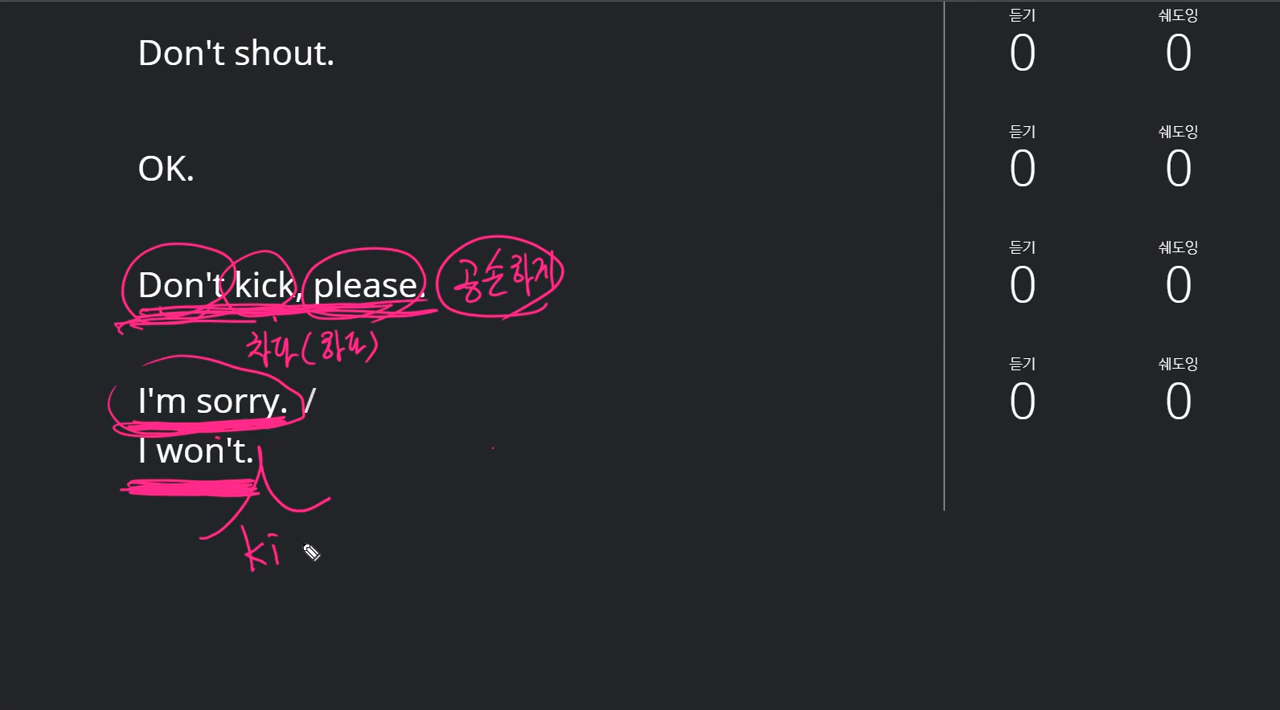 듣기 쉐도잉
Don't shout. 0 0
듣기 쉐도잉
OK. 0 0
듣기 쉐도잉
Don't kick, please. 공손하게 0 0
차다(하다)
듣기 쉐도잉
I'm sorry. / 0 0
I won't.
ki